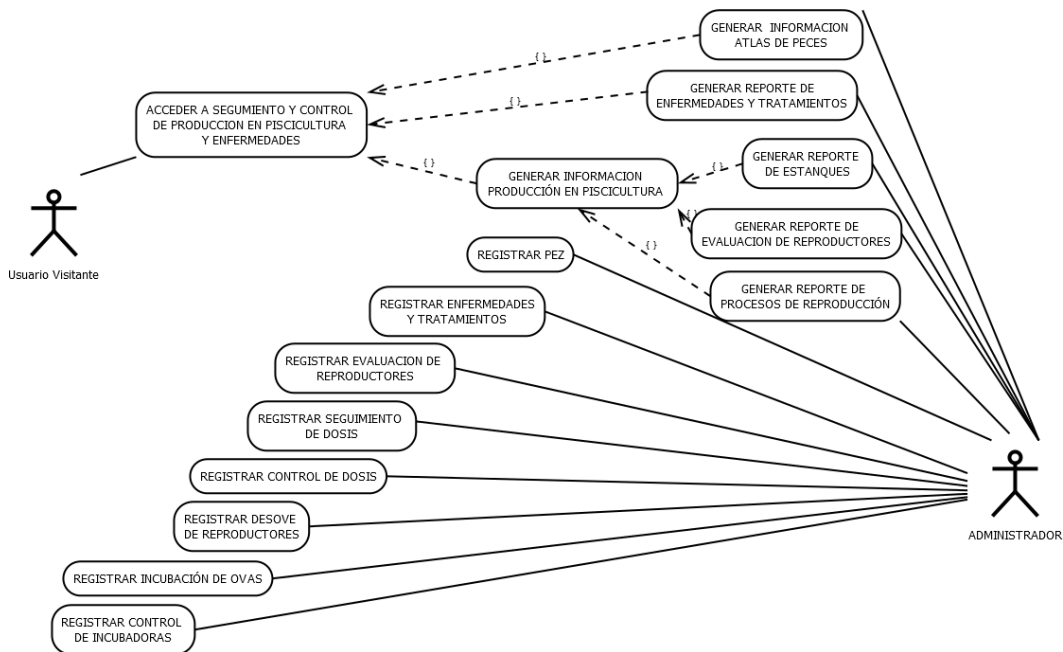 GENERAR INFORMACION
ATLAS DE PECES
{ }
GENERAR REPORTE DE
ENFERMEDADES Y TRATAMIENTOS
{ }
ACCEDER A SEGUMIENTO Y CONTROL
DE PRODUCCION EN PISCICULTURA
Y ENFERMEDADES
{ }
GENERAR INFORMACION
PRODUCCIÓN EN PISCICULTURA
{ }
GENERAR REPORTE
DE ESTANQUES
{ }
GENERAR REPORTE DE
EVALUACION DE REPRODUCTORES
{ }
GENERAR REPORTE DE
PROCESOS DE REPRODUCCIÓN
Usuario Visitante
REGISTRAR PEZ
REGISTRAR ENFERMEDADES
Y TRATAMIENTOS
REGISTRAR EVALUACION DE
REPRODUCTORES
REGISTRAR SEGUIMIENTO
DE DOSIS
REGISTRAR CONTROL DE DOSIS
REGISTRAR DESOVE
DE REPRODUCTORES
ADMINISTRADOR
REGISTRAR INCUBACIÓN DE OVAS
REGISTRAR CONTROL
DE INCUBADORAS